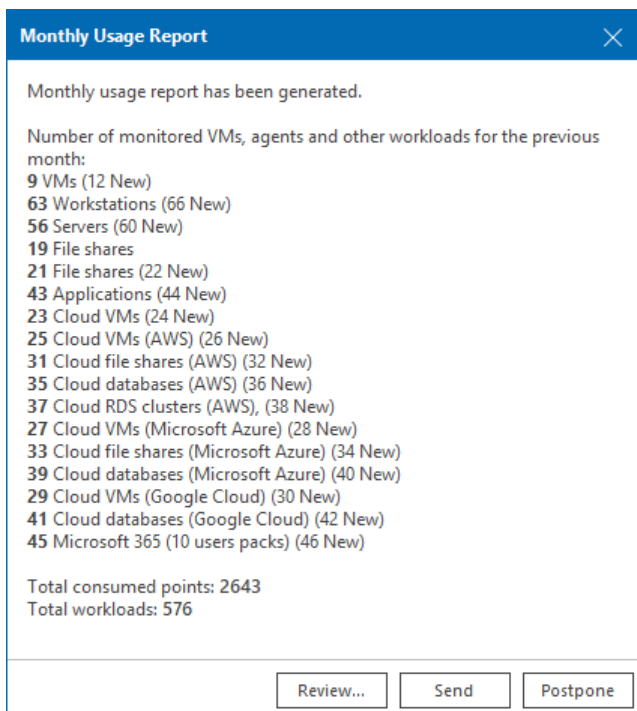 Monthly Usage Report
Monthly usage report has been generated.
Number of monitored VMs, agents and other workloads for the previous
month:
9 VMs (12 New)
63 Workstations (66 New)
56 Servers (60 New)
19 File shares
21 File shares (22 New)
43 Applications (44 New)
23 Cloud VMs (24 New)
25 Cloud VMs (AWS) (26 New)
31 Cloud file shares (AWS) (32 New)
35 Cloud databases (AWS) (36 New)
37 Cloud RDS clusters (AWS), (38 New)
27 Cloud VMs (Microsoft Azure) (28 New)
33 Cloud file shares (Microsoft Azure) (34 New)
39 Cloud databases (Microsoft Azure) (40 New)
29 Cloud VMs (Google Cloud) (30 New)
41 Cloud databases (Google Cloud) (42 New)
45 Microsoft 365 (10 users packs) (46 New)
Total consumed points: 2643
Total workloads: 576
Review... Send Postpone